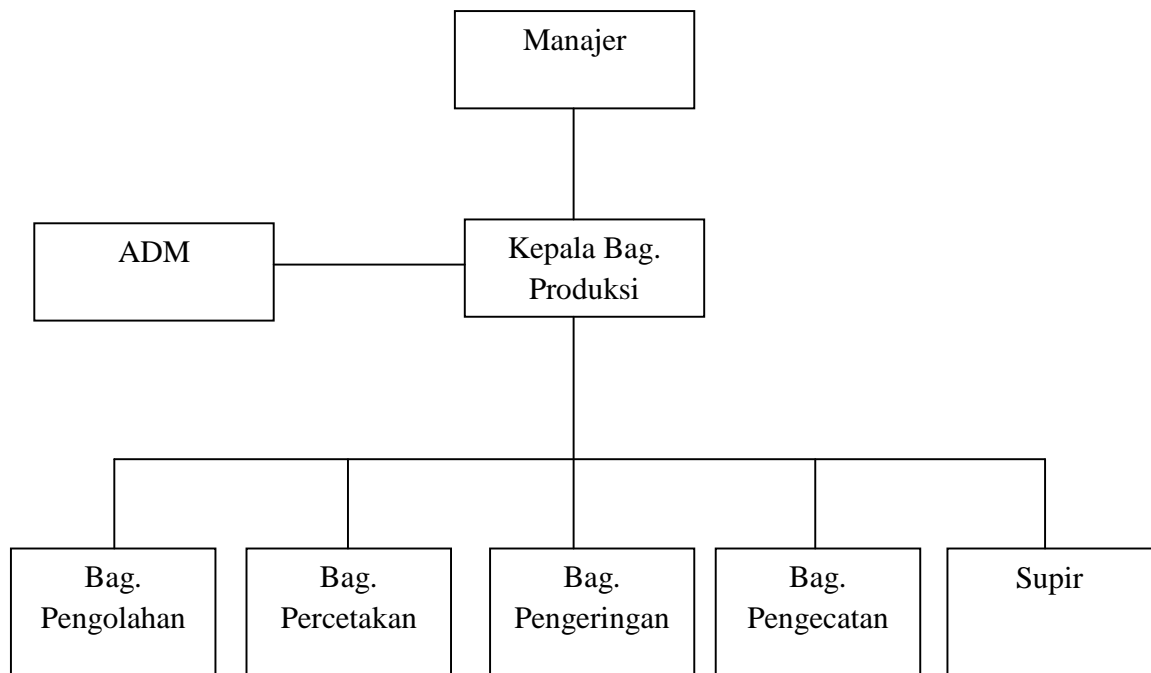 Manajer
ADM
Kepala Bag.
Produksi
Bag.
Pengolahan
Bag.
Percetakan
Bag.
Pengeringan
Bag.
Pengecatan
Supir